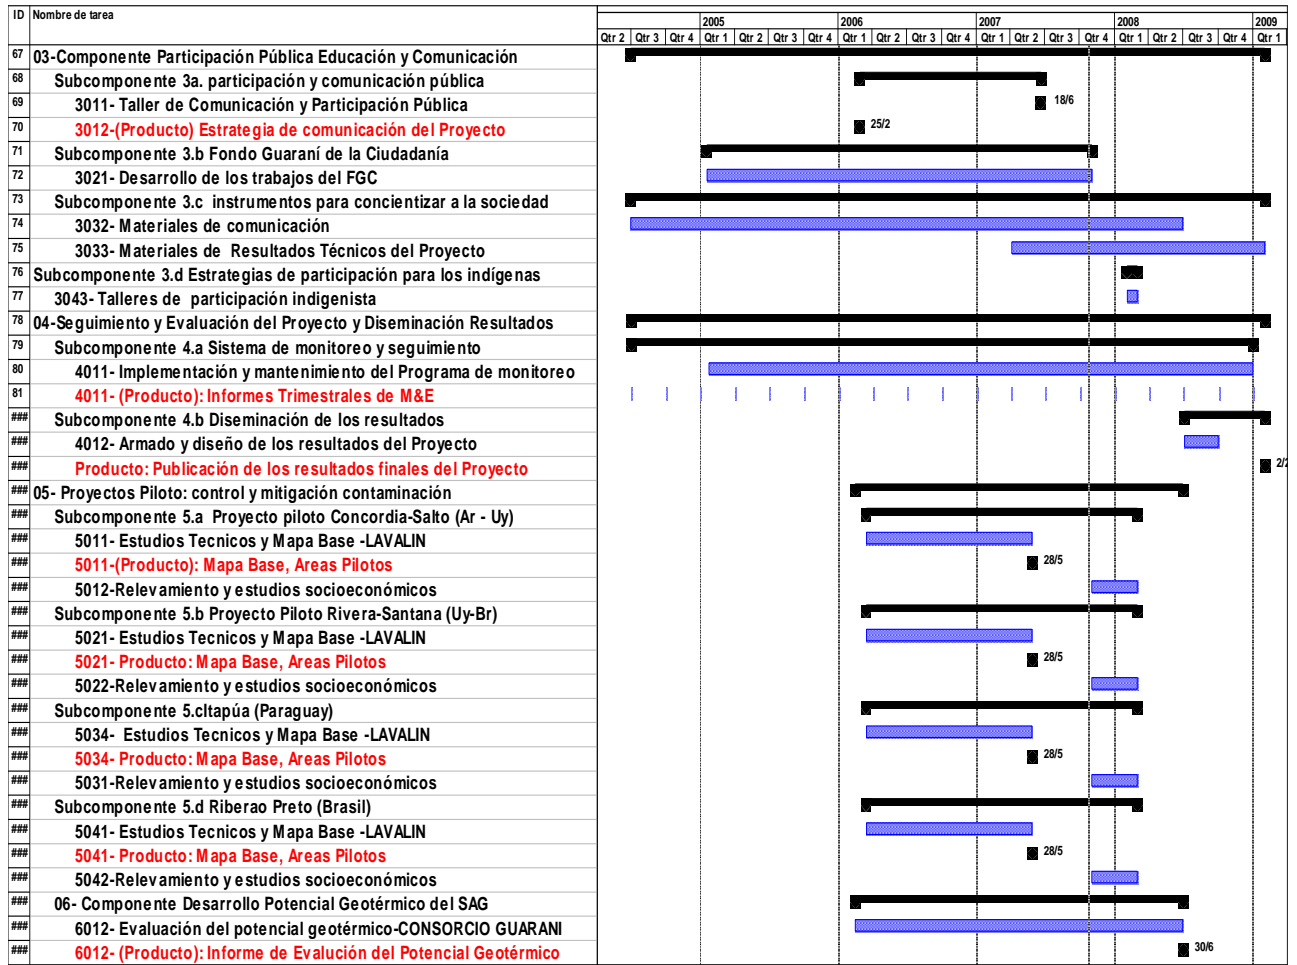 ID Nombre de tarea
2005 2006 2007 2008 2009
Qtr 2 Qtr 3 Qtr 4 Qtr 1 Qtr 2 Qtr 3 Qtr 4 Qtr 1 Qtr 2 Qtr 3 Qtr 4 Qtr 1 Qtr 2 Qtr 3 Qtr 4 Qtr 1 Qtr 2 Qtr 3 Qtr 4 Qtr 1
67 03-Componente Participación Pública Educación y Comunicación
68 Subcomponente 3a. participación y comunicación pública
69 3011- Taller de Comunicación y Participación Pública 18/6
70 3012-(Producto) Estrategia de comunicación del Proyecto 25/2
71 Subcomponente 3.b Fondo Guaraní de la Ciudadanía
72 3021- Desarrollo de los trabajos del FGC
73 Subcomponente 3.c instrumentos para concientizar a la sociedad
74 3032- Materiales de comunicación
75 3033- Materiales de Resultados Técnicos del Proyecto
76 Subcomponente 3.d Estrategias de participación para los indígenas
77 3043- Talleres de participación indigenista
78 04-Seguimiento y Evaluación del Proyecto y Diseminación Resultados
79 Subcomponente 4.a Sistema de monitoreo y seguimiento
80 4011- Implementación y mantenimiento del Programa de monitoreo
81 4011- (Producto): Informes Trimestrales de M&E
### Subcomponente 4.b Diseminación de los resultados
### 4012- Armado y diseño de los resultados del Proyecto
### Producto: Publicación de los resultados finales del Proyecto 2/2
### 05- Proyectos Piloto: control y mitigación contaminación
### Subcomponente 5.a Proyecto piloto Concordia-Salto (Ar - Uy)
### 5011- Estudios Tecnicos y Mapa Base -LAVALIN
### 5011-(Producto): Mapa Base, Areas Pilotos 28/5
### 5012-Relevamiento y estudios socioeconómicos
### Subcomponente 5.b Proyecto Piloto Rivera-Santana (Uy-Br)
### 5021- Estudios Tecnicos y Mapa Base -LAVALIN
### 5021- Producto: Mapa Base, Areas Pilotos 28/5
### 5022-Relevamiento y estudios socioeconómicos
### Subcomponente 5.cItapúa (Paraguay)
### 5034- Estudios Tecnicos y Mapa Base -LAVALIN
### 5034- Producto: Mapa Base, Areas Pilotos 28/5
### 5031-Relevamiento y estudios socioeconómicos
### Subcomponente 5.d Riberao Preto (Brasil)
### 5041- Estudios Tecnicos y Mapa Base -LAVALIN
### 5041- Producto: Mapa Base, Areas Pilotos 28/5
### 5042-Relevamiento y estudios socioeconómicos
### 06- Componente Desarrollo Potencial Geotérmico del SAG
### 6012- Evaluación del potencial geotérmico-CONSORCIO GUARANI
### 6012- (Producto): Informe de Evalución del Potencial Geotérmico 30/6